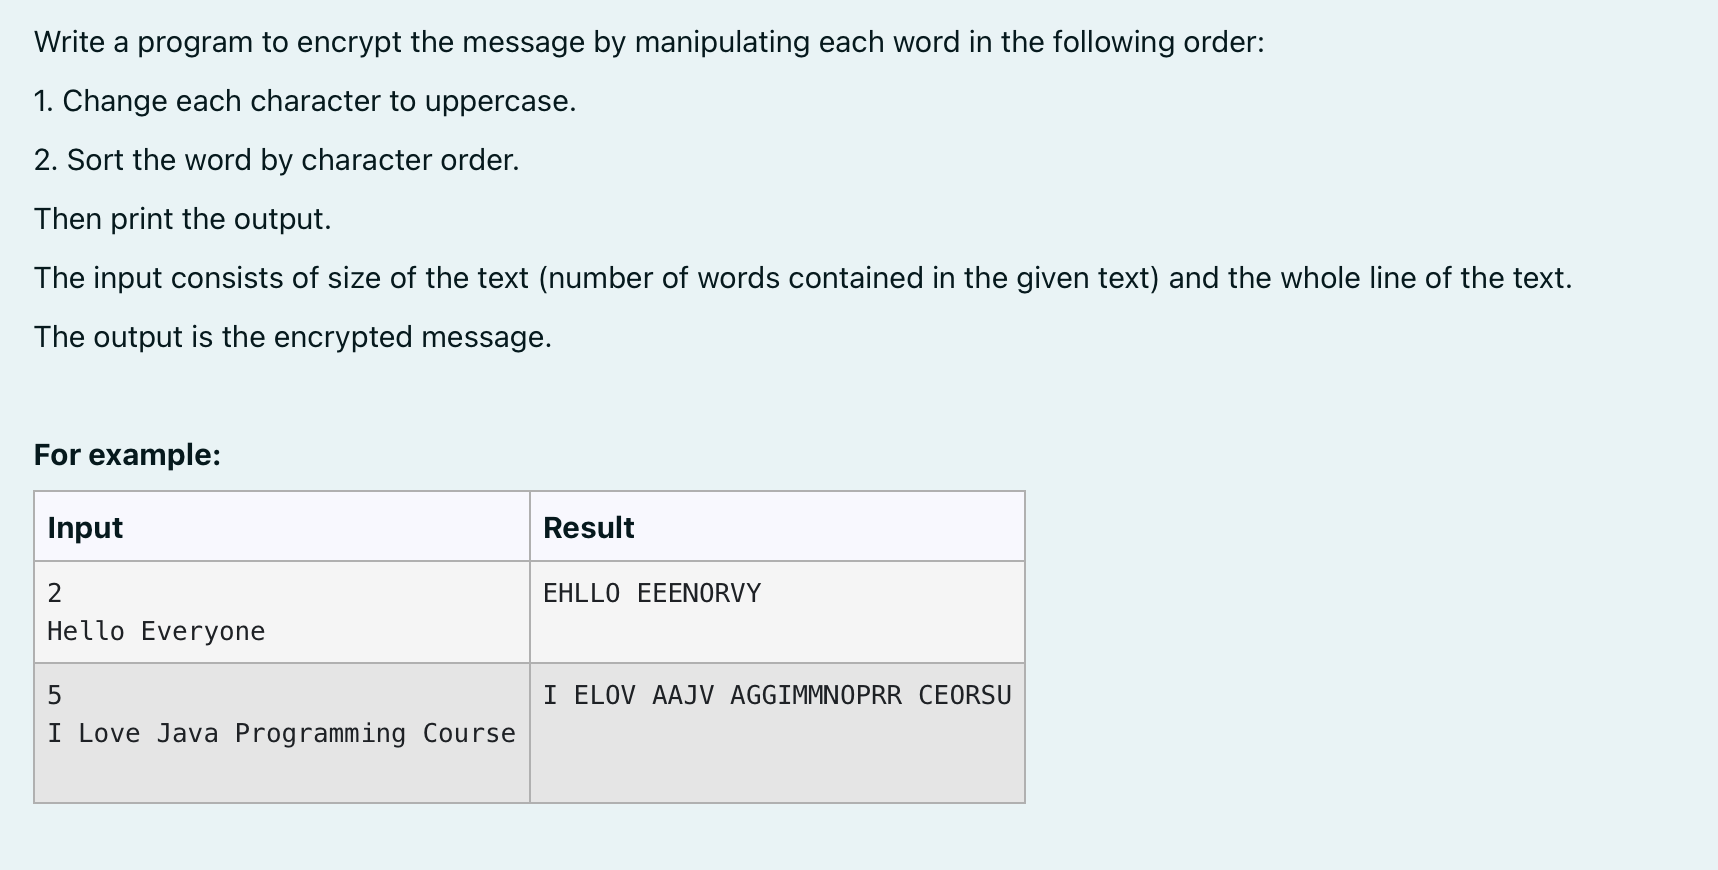 Write a program to encrypt the message by manipulating each word in the following order:
1. Change each character to uppercase.
2. Sort the word by character order.
Then print the output.
The input consists of size of the text (number of words contained in the given text) and the whole line of the text.
The output is the encrypted message.
For example:
Input Result
2 EHLLO EEENORVY
Hello Everyone
5 I ELOV AAJV AGGIMMNOPRR CEORSU
I Love Java Programming Course